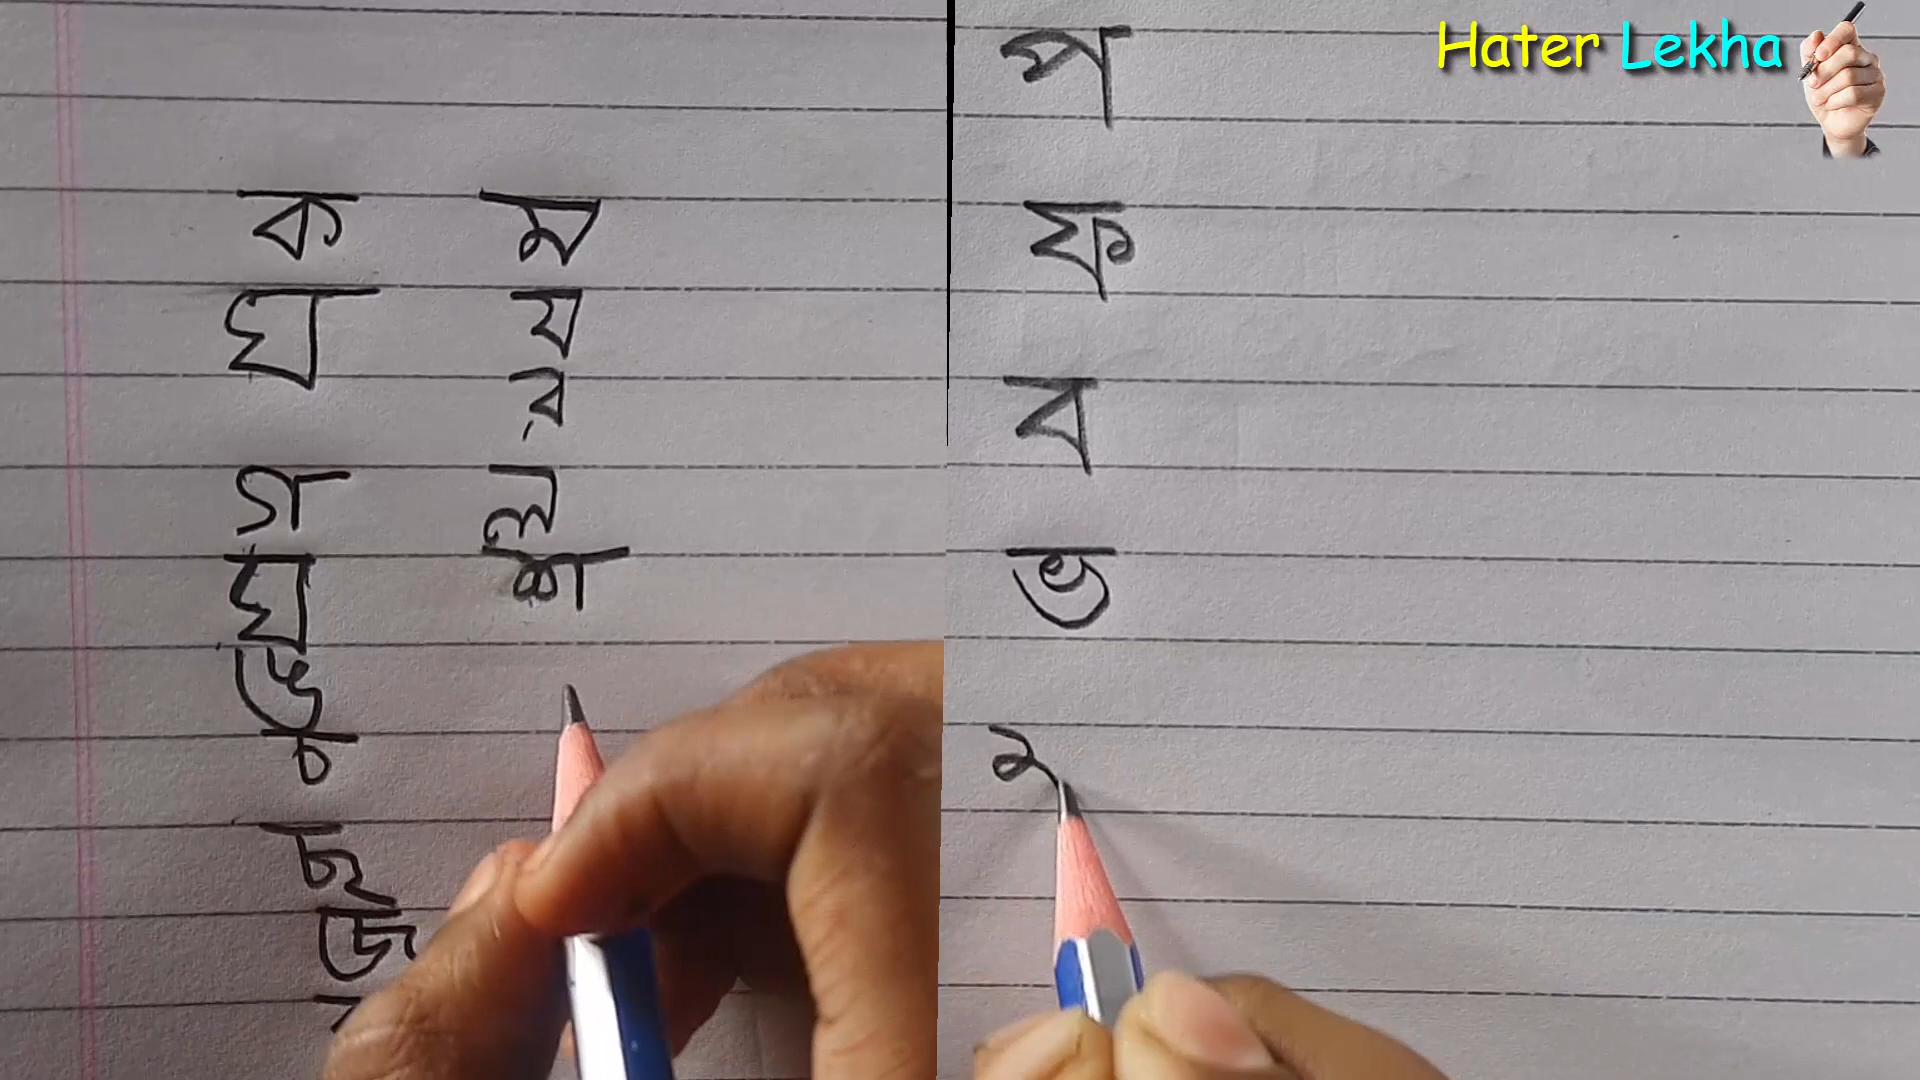 Hater Lekha
ক
ঘ
গ
ঘ
ঙ
চ
ছ
জ
ম
য
র
ল
শ
প
ফ
ব
ভ